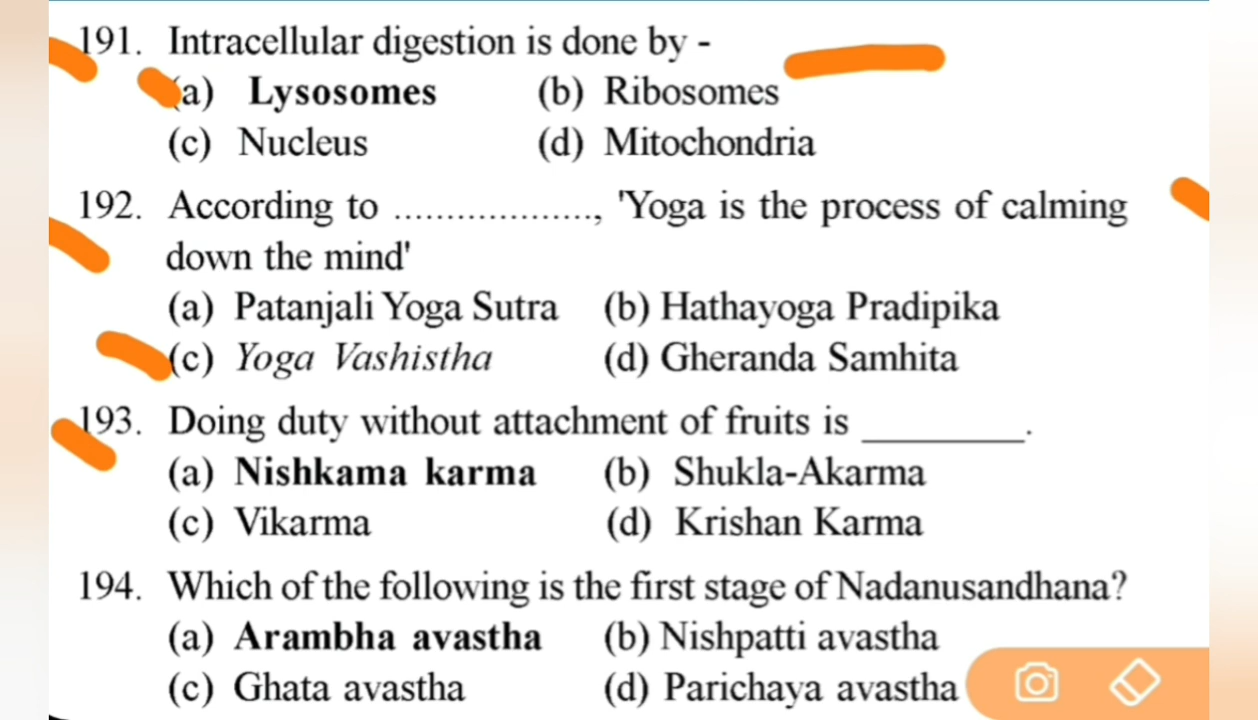 191. Intracellular digestion is done by -
(a) Lysosomes (b) Ribosomes
(c) Nucleus (d) Mitochondria
192. According to ..................., 'Yoga is the process of calming
down the mind'
(a) Patanjali Yoga Sutra (b) Hathayoga Pradipika
(c) Yoga Vashistha (d) Gheranda Samhita
193. Doing duty without attachment of fruits is ________.
(a) Nishkama karma (b) Shukla-Akarma
(c) Vikarma (d) Krishan Karma
194. Which of the following is the first stage of Nadanusandhana?
(a) Arambha avastha (b) Nishpatti avastha
(c) Ghata avastha (d) Parichaya avastha